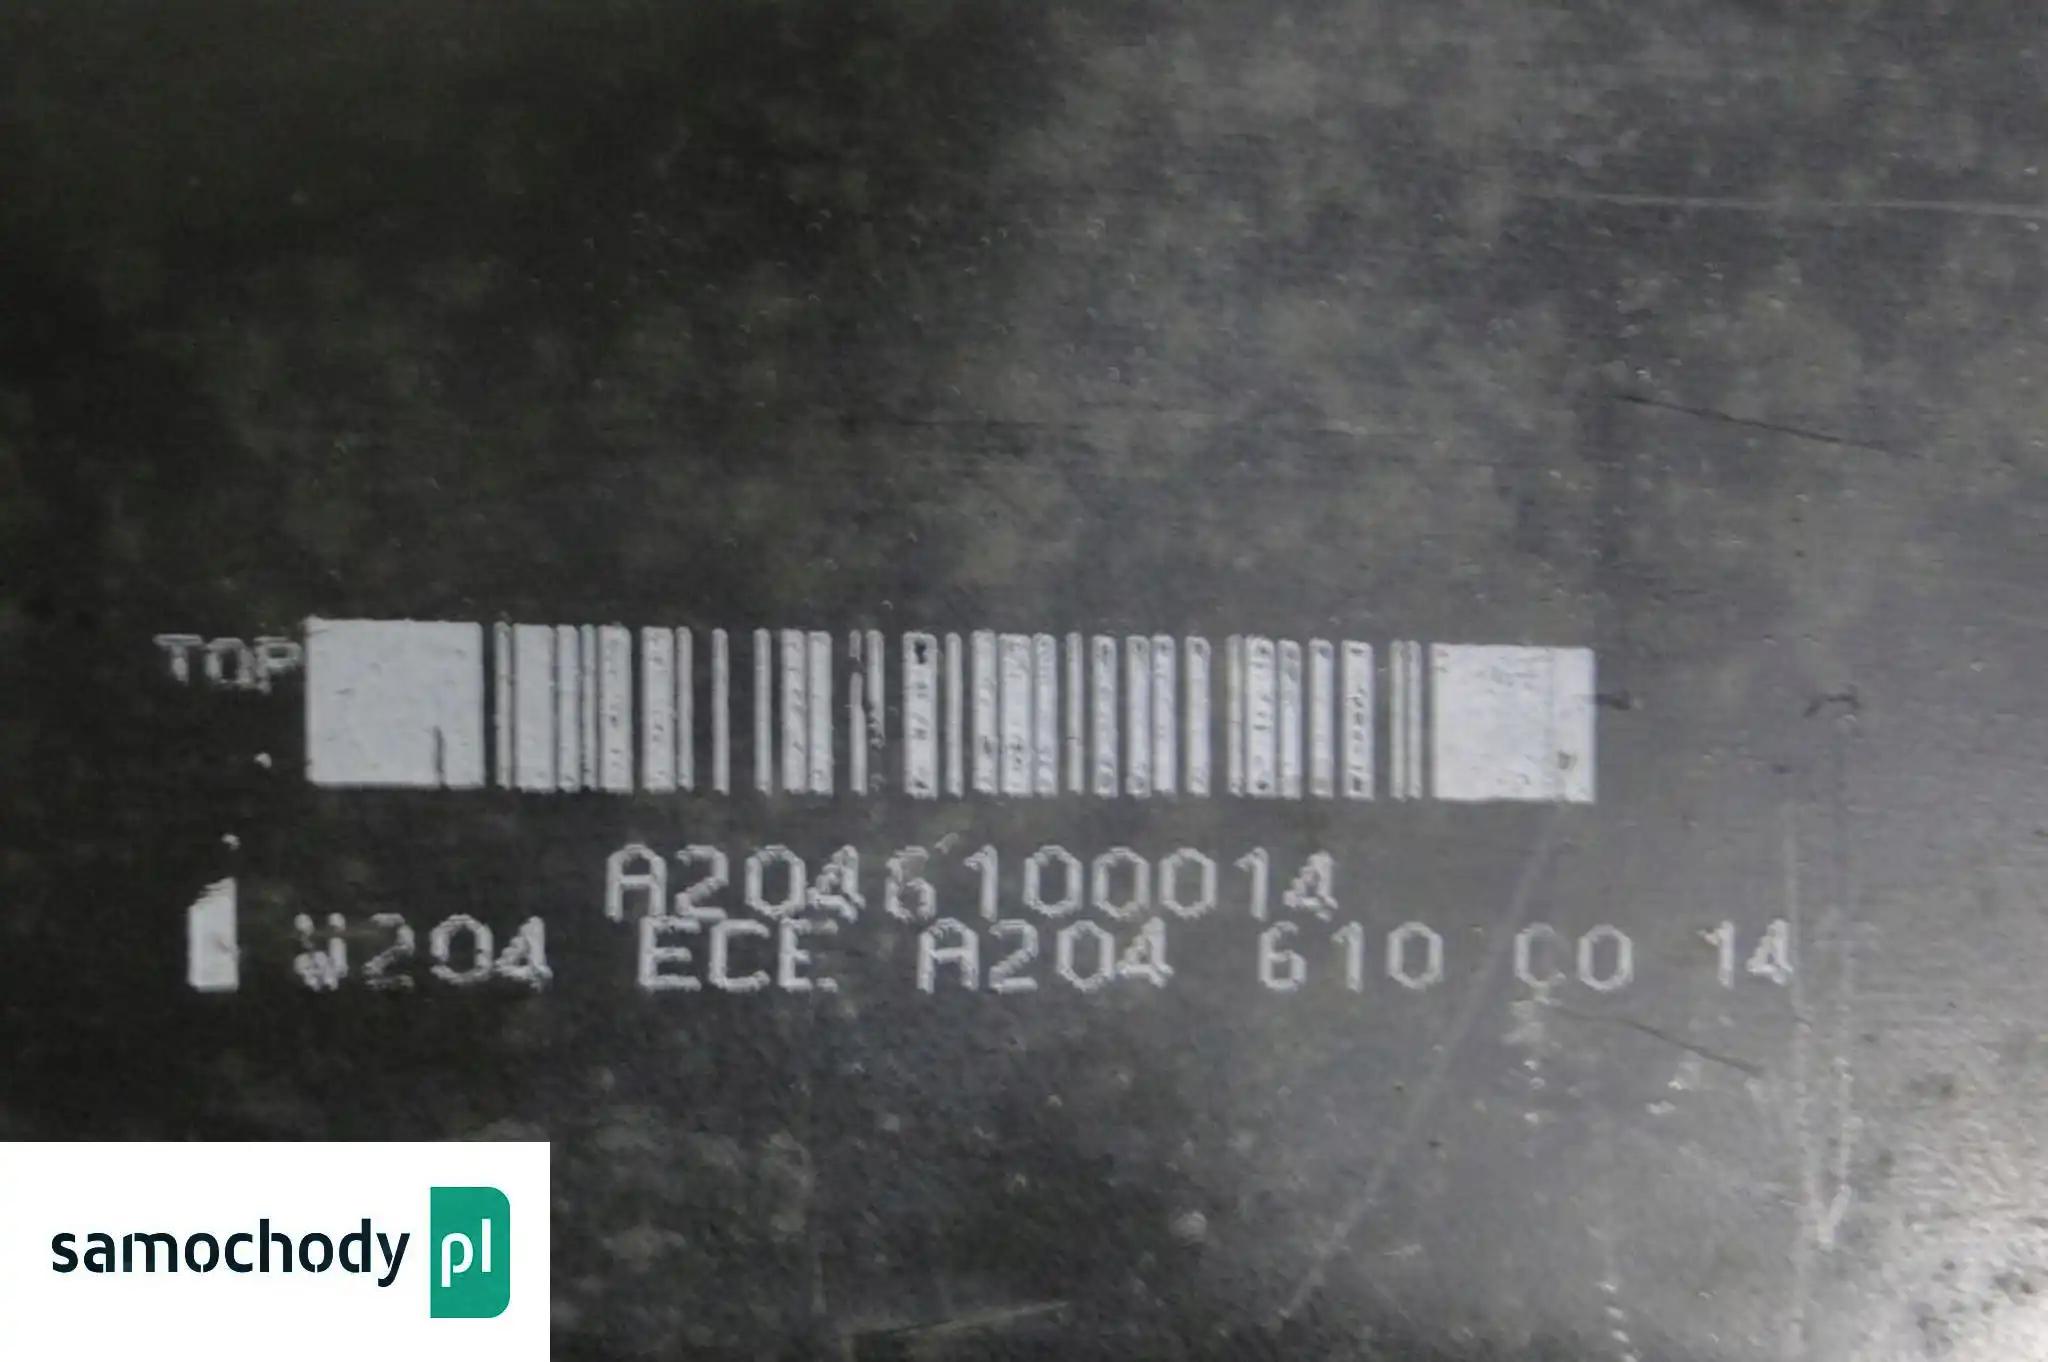 TOP
A2046100014
W204 ECE A204 610 00 14
samochody pl